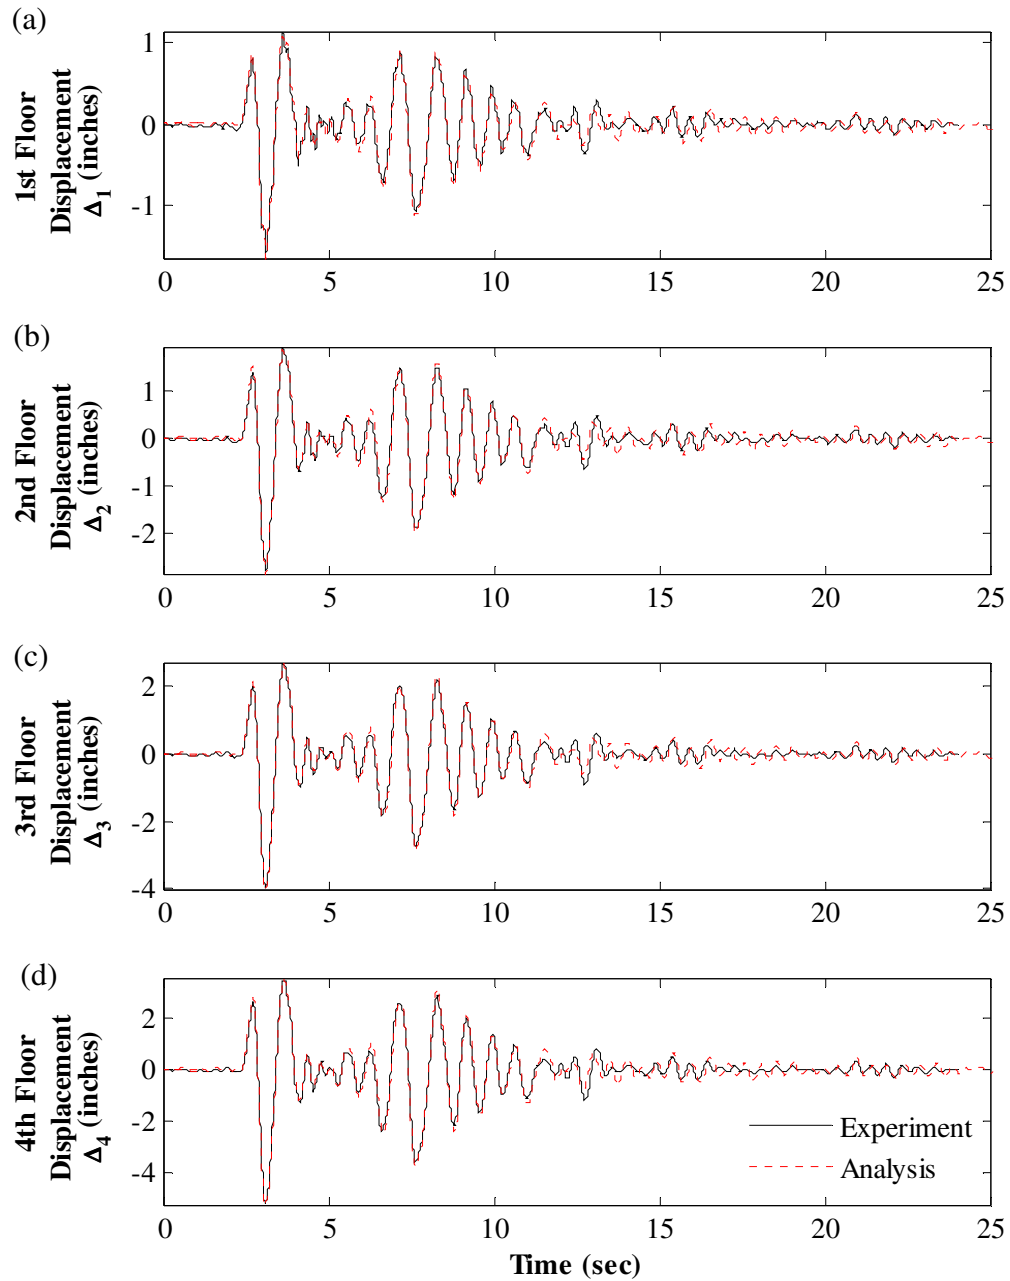 (a)
1st Floor
Displacement
Δ1 (inches)
1
0
-1
0 5 10 15 20 25
(b)
2nd Floor
Displacement
Δ2 (inches)
1
0
-1
-2
0 5 10 15 20 25
(c)
3rd Floor
Displacement
Δ3 (inches)
2
0
-2
-4
0 5 10 15 20 25
(d)
4th Floor
Displacement
Δ4 (inches)
2
0
-2
-4
Experiment
Analysis
0 5 10 15 20 25
Time (sec)